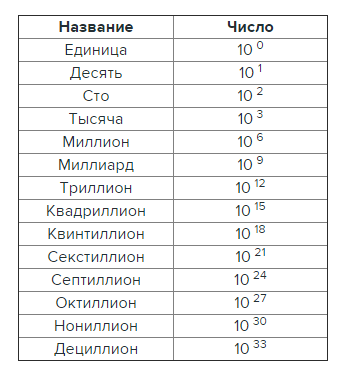 Название Число
Единица 10 0
Десять 10 1
Сто 10 2
Тысяча 10 3
Миллион 10 6
Миллиард 10 9
Триллион 10 12
Квадриллион 10 15
Квинтиллион 10 18
Секстиллион 10 21
Септиллион 10 24
Октиллион 10 27
Нониллион 10 30
Дециллион 10 33